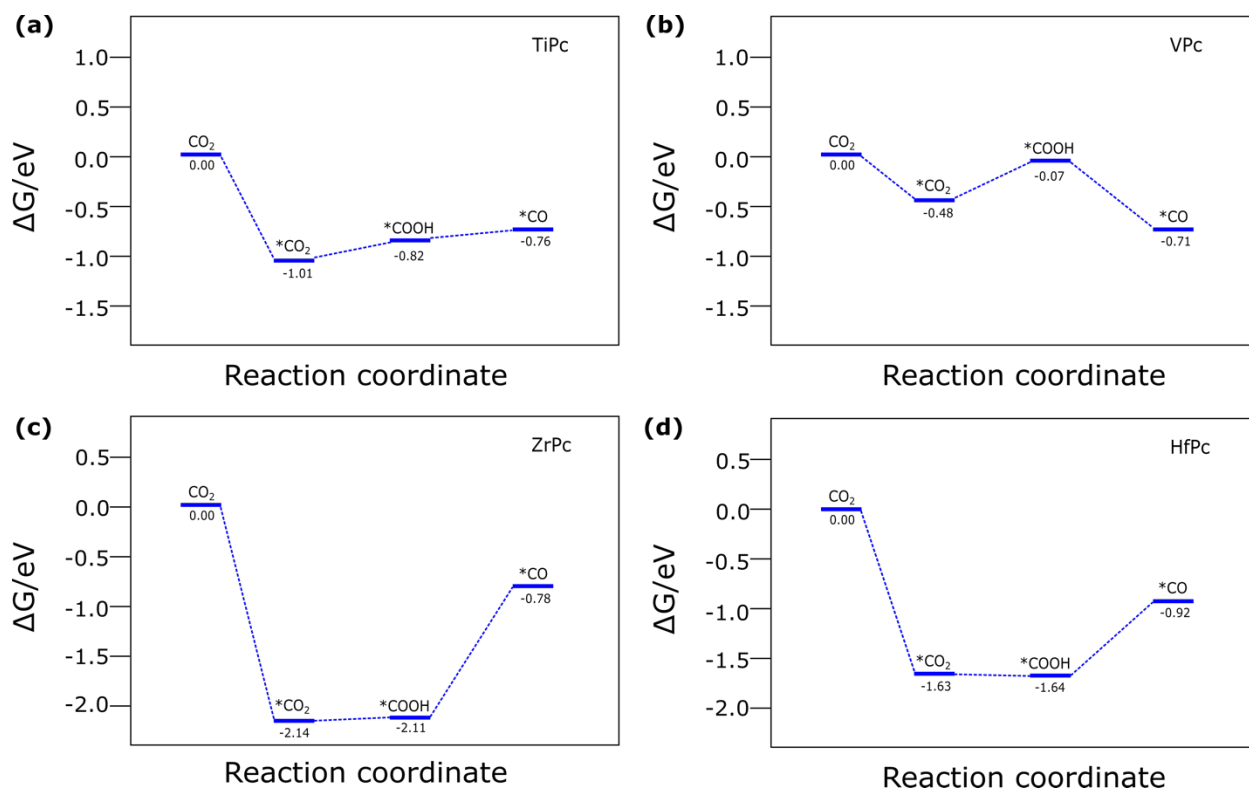 (a)
TiPc
ΔG/eV
1.0
0.5
0.0
-0.5
-1.0
-1.5
CO₂
0.00
*CO₂
-1.01
*COOH
-0.82
*CO
-0.76
Reaction coordinate
(b)
VPc
ΔG/eV
1.0
0.5
0.0
-0.5
-1.0
-1.5
CO₂
0.00
*CO₂
-0.48
*COOH
-0.07
*CO
-0.71
Reaction coordinate
(c)
ZrPc
ΔG/eV
0.5
0.0
-0.5
-1.0
-1.5
-2.0
CO₂
0.00
*CO₂
-2.14
*COOH
-2.11
*CO
-0.78
Reaction coordinate
(d)
HfPc
ΔG/eV
0.5
0.0
-0.5
-1.0
-1.5
-2.0
CO₂
0.00
*CO₂
-1.63
*COOH
-1.64
*CO
-0.92
Reaction coordinate